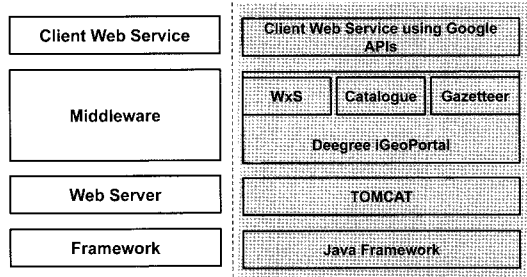 Client Web Service
Client Web Service using Google
APIs
Middleware
WxS
Catalogue
Gazetteer
Deegree iGeoPortal
Web Server
TOMCAT
Framework
Java Framework